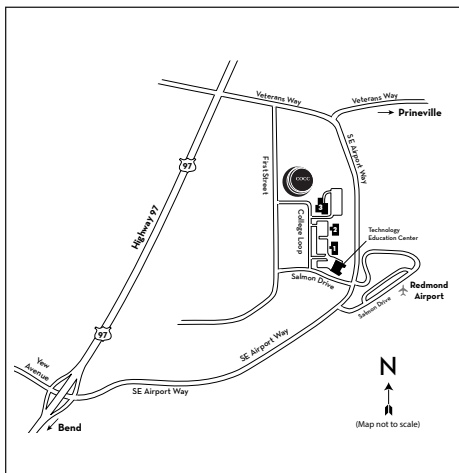 Veterans Way
Veterans Way
Prineville
SE Airport Way
First Street
COCC
97
Highway 97
College Loop
Technology
Education Center
Salmon Drive
Redmond
Airport
Salmon Drive
97
SE Airport Way
Yew
Avenue
SE Airport Way
N
(Map not to scale)
Bend